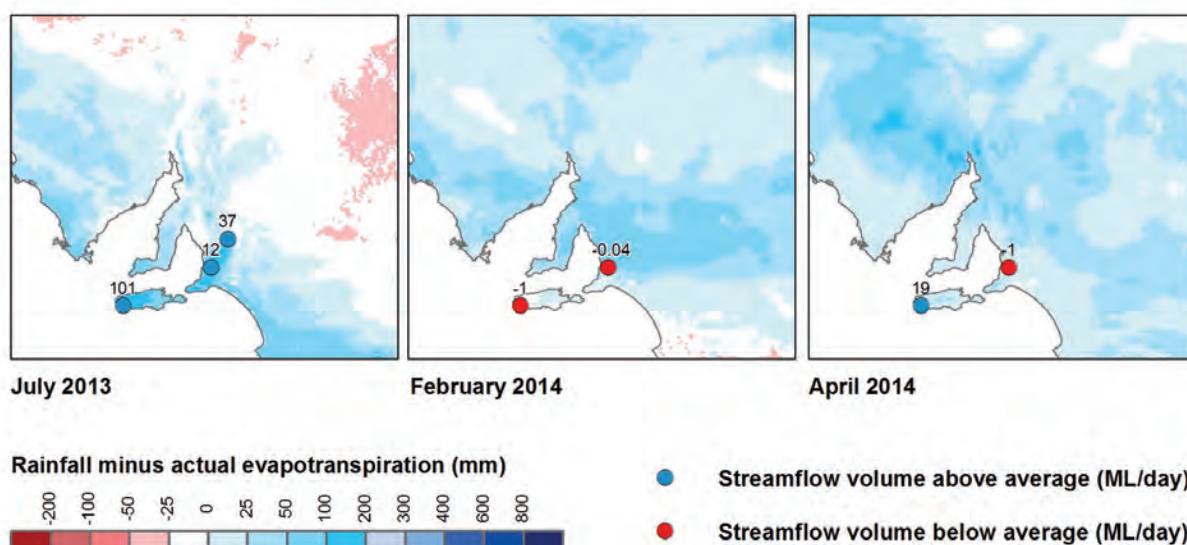 37
12
101
-0.04
-1
-1
19
July 2013
February 2014
April 2014
Rainfall minus actual evapotranspiration (mm)
-200 -100 -50 -25 0 25 50 100 200 300 400 600 800
Streamflow volume above average (ML/day)
Streamflow volume below average (ML/day)